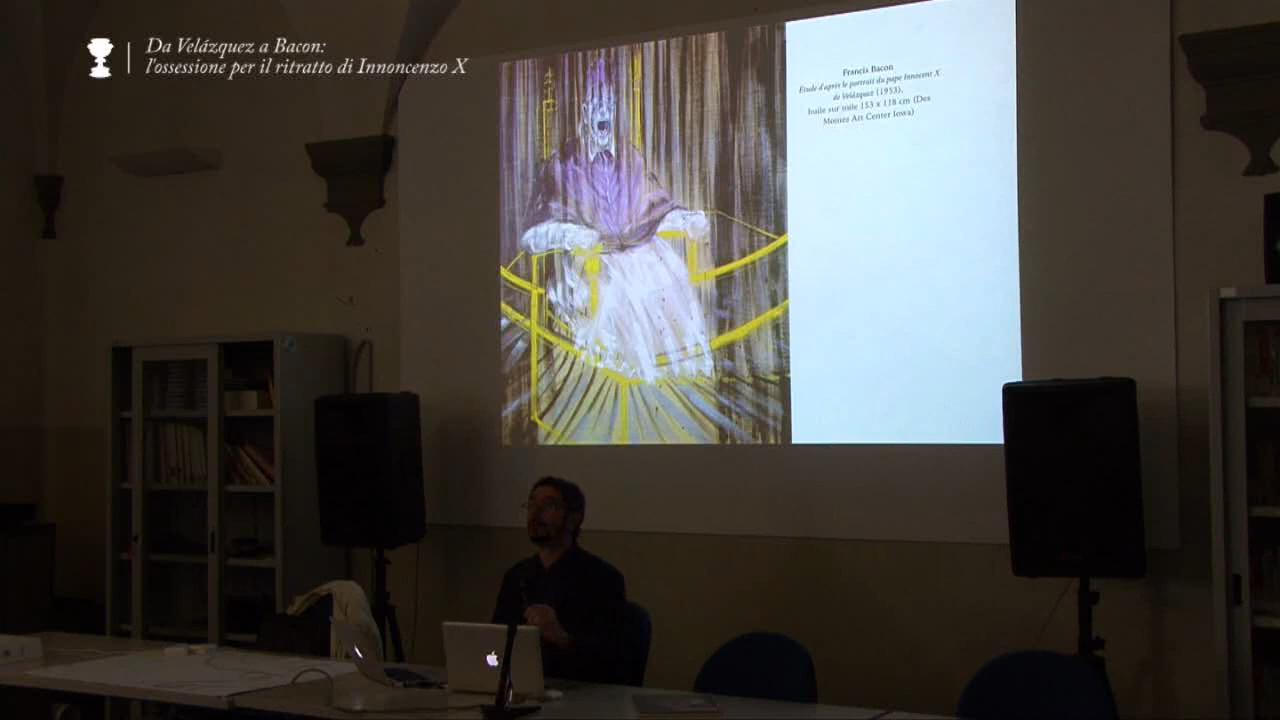 Da Velázquez a Bacon:
l'ossessione per il ritratto di Innoncenzo X
Francis Bacon
Étude d'après le portrait du pape Innocent X
de Velázquez (1953),
huile sur toile 153 x 118 cm (Des
Moines Art Center Iowa)